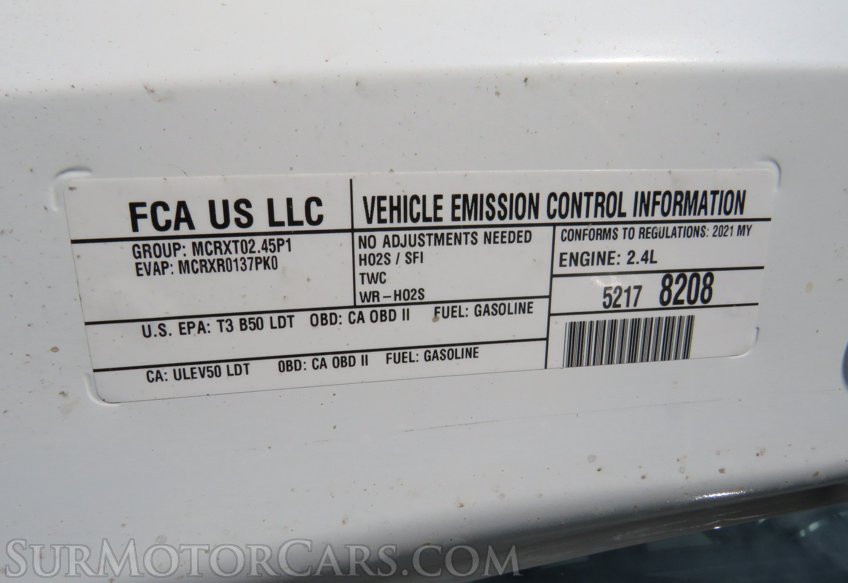 FCA US LLC
VEHICLE EMISSION CONTROL INFORMATION
GROUP: MCRXT02.45P1
EVAP: MCRXR0137PK0
NO ADJUSTMENTS NEEDED
HO2S / SFI
TWC
WR-HO2S
CONFORMS TO REGULATIONS: 2021 MY
ENGINE: 2.4L
5217 8208
U.S. EPA: T3 B50 LDT OBD: CA OBD II FUEL: GASOLINE
CA: ULEV50 LDT OBD: CA OBD II FUEL: GASOLINE
SURMOTORCARS.COM